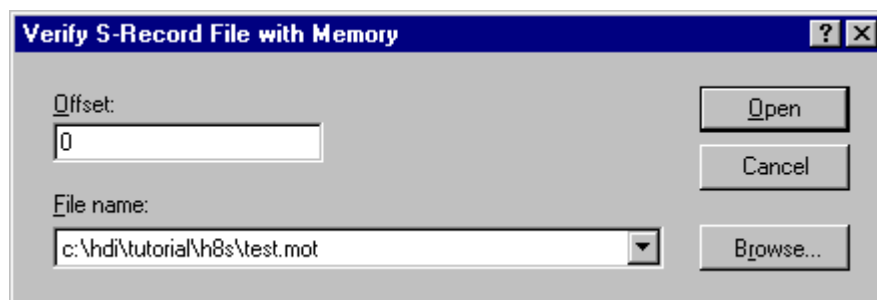 Verify S-Record File with Memory
Offset:
0
Open
Cancel
File name:
c:\hdi\tutorial\h8s\test.mot
Browse...